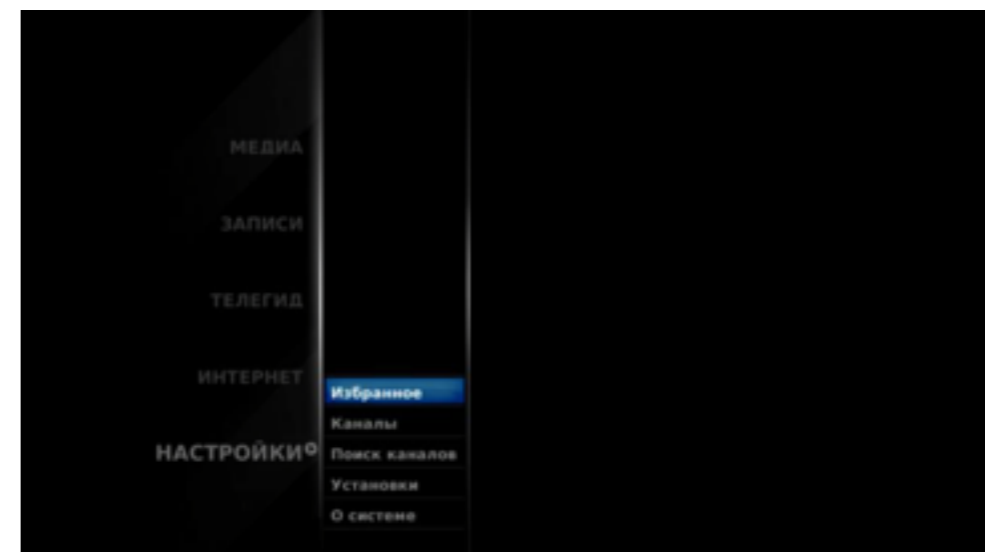 МЕДИА
ЗАПИСИ
ТЕЛЕГИД
ИНТЕРНЕТ
НАСТРОЙКИ
Избранное
Каналы
Поиск каналов
Установки
О системе